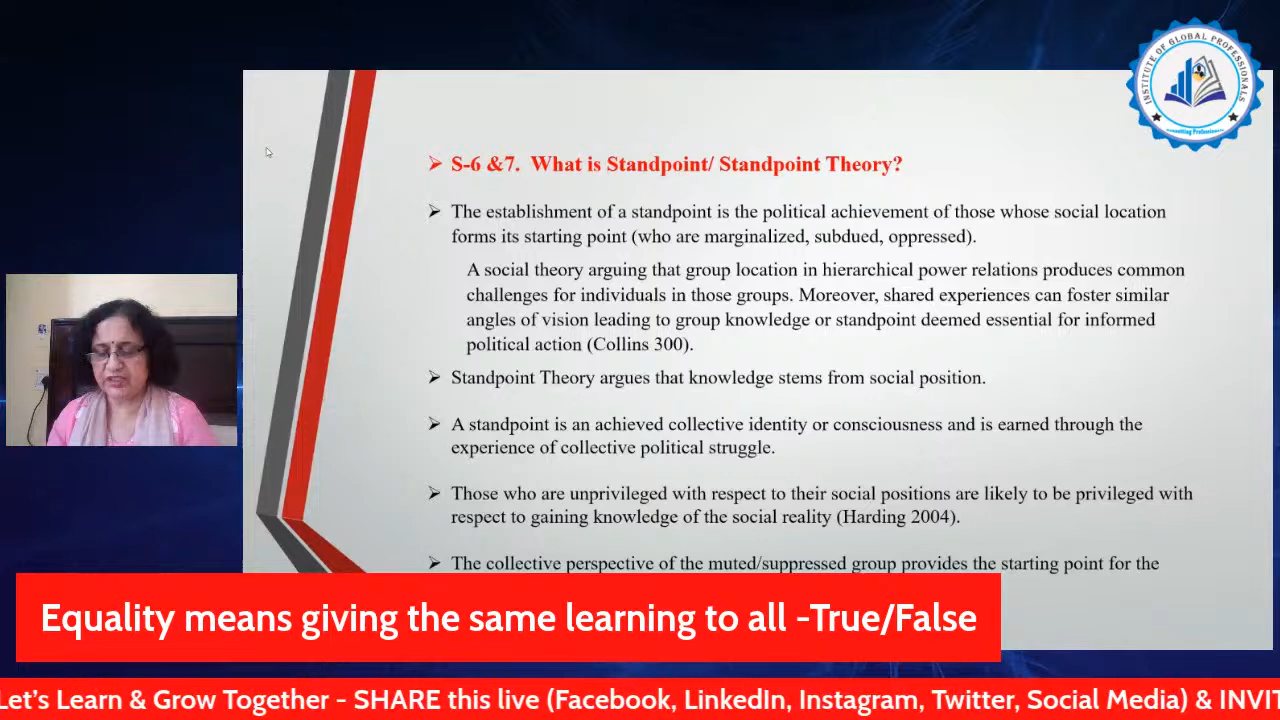 INSTITUTE OF GLOBAL PROFESSIONALS
Consulting Professionals
➢ S-6 &7. What is Standpoint/ Standpoint Theory?
➢ The establishment of a standpoint is the political achievement of those whose social location
forms its starting point (who are marginalized, subdued, oppressed).
A social theory arguing that group location in hierarchical power relations produces common
challenges for individuals in those groups. Moreover, shared experiences can foster similar
angles of vision leading to group knowledge or standpoint deemed essential for informed
political action (Collins 300).
➢ Standpoint Theory argues that knowledge stems from social position.
➢ A standpoint is an achieved collective identity or consciousness and is earned through the
experience of collective political struggle.
➢ Those who are unprivileged with respect to their social positions are likely to be privileged with
respect to gaining knowledge of the social reality (Harding 2004).
➢ The collective perspective of the muted/suppressed group provides the starting point for the
Equality means giving the same learning to all -True/False
Let's Learn & Grow Together - SHARE this live (Facebook, LinkedIn, Instagram, Twitter, Social Media) & INVIT